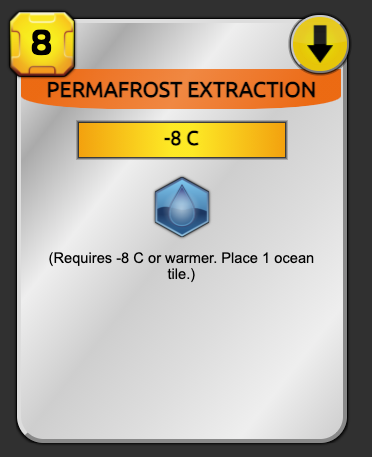 8
PERMAFROST EXTRACTION
-8 C
(Requires -8 C or warmer. Place 1 ocean
tile.)